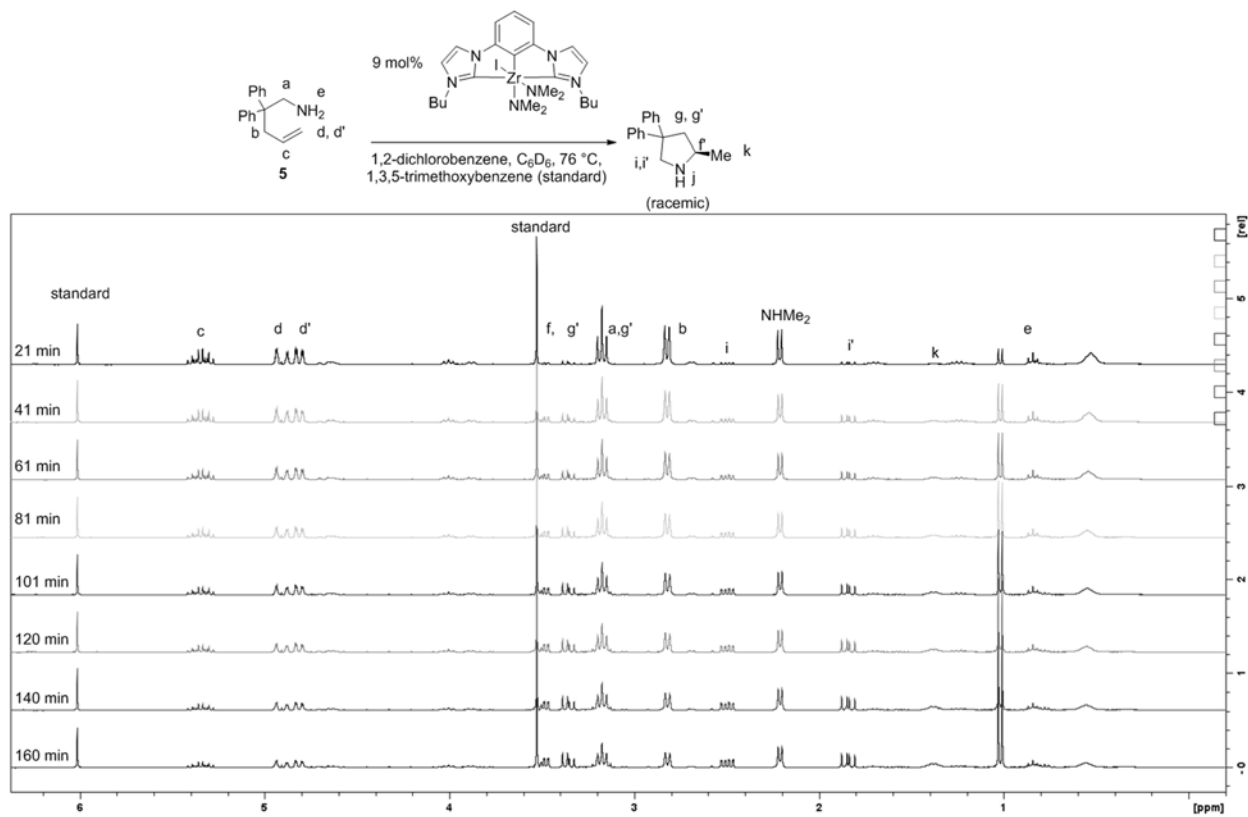 9 mol%
N
N
I
N
Zr
N
NMe2
Bu
NMe2
Bu
Ph
a
e
Ph
NH2
b
d, d'
c
5
1,2-dichlorobenzene, C6D6, 76 °C,
1,3,5-trimethoxybenzene (standard)
Ph
g, g'
Ph
f'
Me
k
i,i'
N
H
j
(racemic)
standard
standard
c
d
d'
f,
g'
a,g'
b
i
NHMe2
i'
k
e
21 min
41 min
61 min
81 min
101 min
120 min
140 min
160 min
[rel]
5
4
3
2
1
0
6
5
4
3
2
1
[ppm]